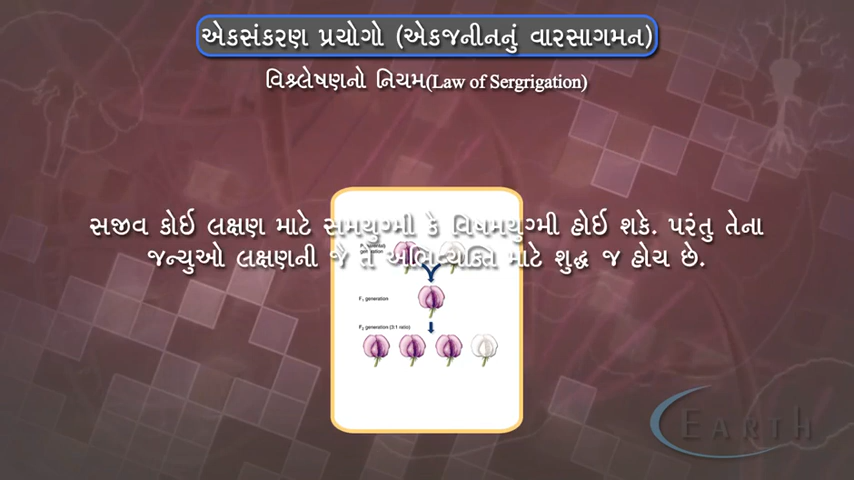 એકસંકરણ પ્રયોગો (એકજનીનનું વારસાગમન)
વિશ્લેષણનો નિયમ(Law of Sergrigation)
સજીવ કોઈ લક્ષણ માટે સમયુગ્મી કે વિષમયુગ્મી હોઈ શકે. પરંતુ તેના
જન્યુઓ લક્ષણની જે તે અભિવ્યક્તિ માટે શુદ્ધ જ હોય છે.
F₁ generation
F₂ generation (3:1 ratio)
EARTH